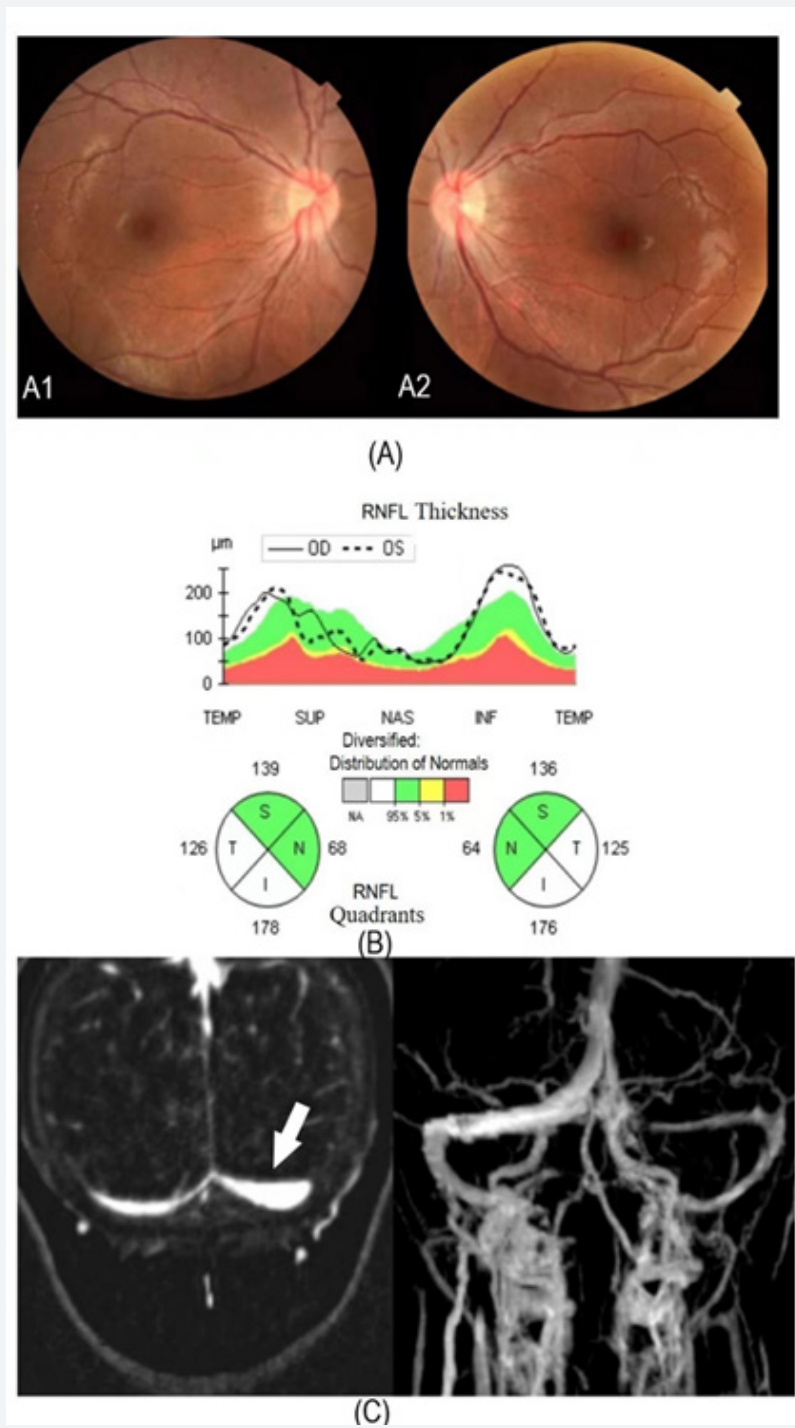 A1
A2
(A)
RNFL Thickness
µm
OD OS
200
100
0
TEMP SUP NAS INF TEMP
Diversified:
Distribution of Normals
139 136
NA 95% 5% 1%
S S
126 T N 68 64 N T 125
I I
RNFL
Quadrants
178 176
(B)
(C)